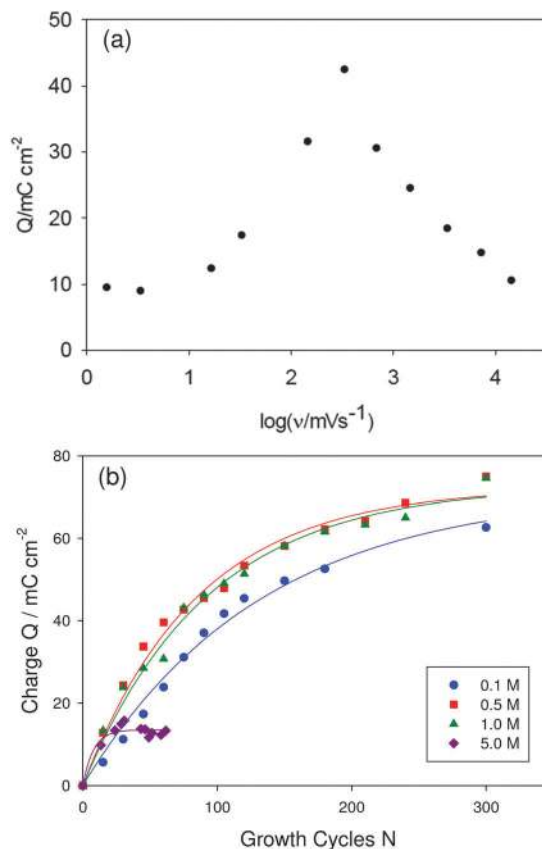 (a)
50
40
30
20
10
0
Q/mC cm-2
0 1 2 3 4
log(ν/mVs-1)
(b)
80
60
40
20
0
Charge Q / mC cm-2
0.1 M
0.5 M
1.0 M
5.0 M
0 100 200 300
Growth Cycles N